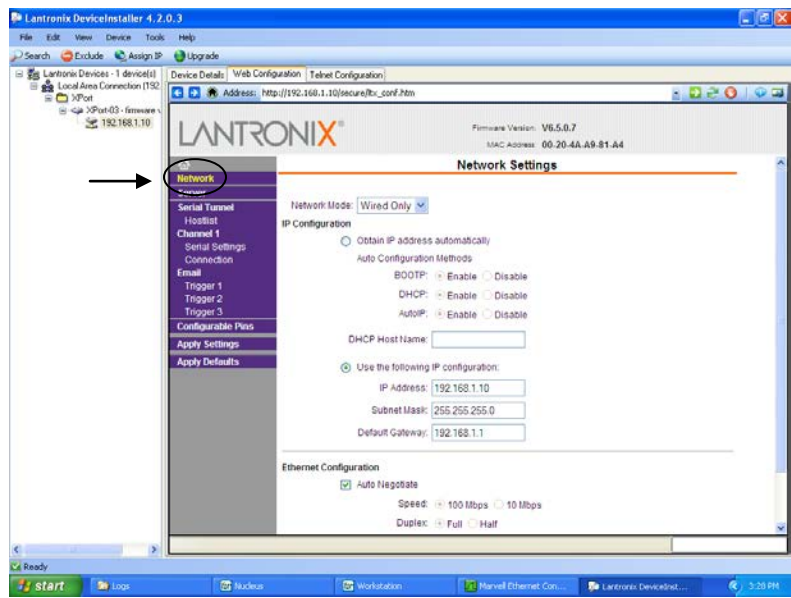 Lantronix DeviceInstaller 4.2.0.3
File Edit View Device Tools Help
Search Exclude Assign IP Upgrade
Lantronix Devices - 1 device(s)
Local Area Connection (192
XPort
XPort-03 - firmware v
192.168.1.10
Device Details Web Configuration Telnet Configuration
Address: http://192.168.1.10/secure/ltx_conf.htm
LANTRONIX®
Firmware Version: V6.5.0.7
MAC Address: 00-20-4A-A9-81-A4
Network
Server
Serial Tunnel
Hostlist
Channel 1
Serial Settings
Connection
Email
Trigger 1
Trigger 2
Trigger 3
Configurable Pins
Apply Settings
Apply Defaults
Network Settings
Network Mode: Wired Only
IP Configuration
Obtain IP address automatically
Auto Configuration Methods
BOOTP: Enable Disable
DHCP: Enable Disable
AutoIP: Enable Disable
DHCP Host Name:
Use the following IP configuration:
IP Address: 192.168.1.10
Subnet Mask: 255.255.255.0
Default Gateway: 192.168.1.1
Ethernet Configuration
Auto Negotiate
Speed: 100 Mbps 10 Mbps
Duplex: Full Half
Ready
start Logs Nucleus Workstation Marvell Ethernet Con... Lantronix DeviceInst... 3:20 PM